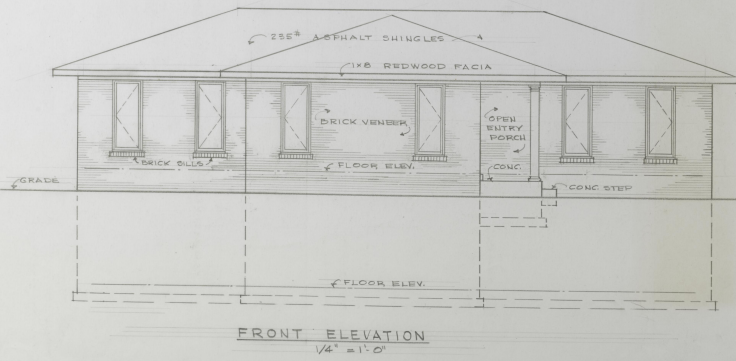 235# ASPHALT SHINGLES
1x8 REDWOOD FACIA
BRICK VENEER
OPEN
ENTRY
PORCH
BRICK SILLS
FLOOR ELEV.
CONC.
GRADE
CONC STEP
FLOOR ELEV.
FRONT ELEVATION
1/4" = 1'-0"